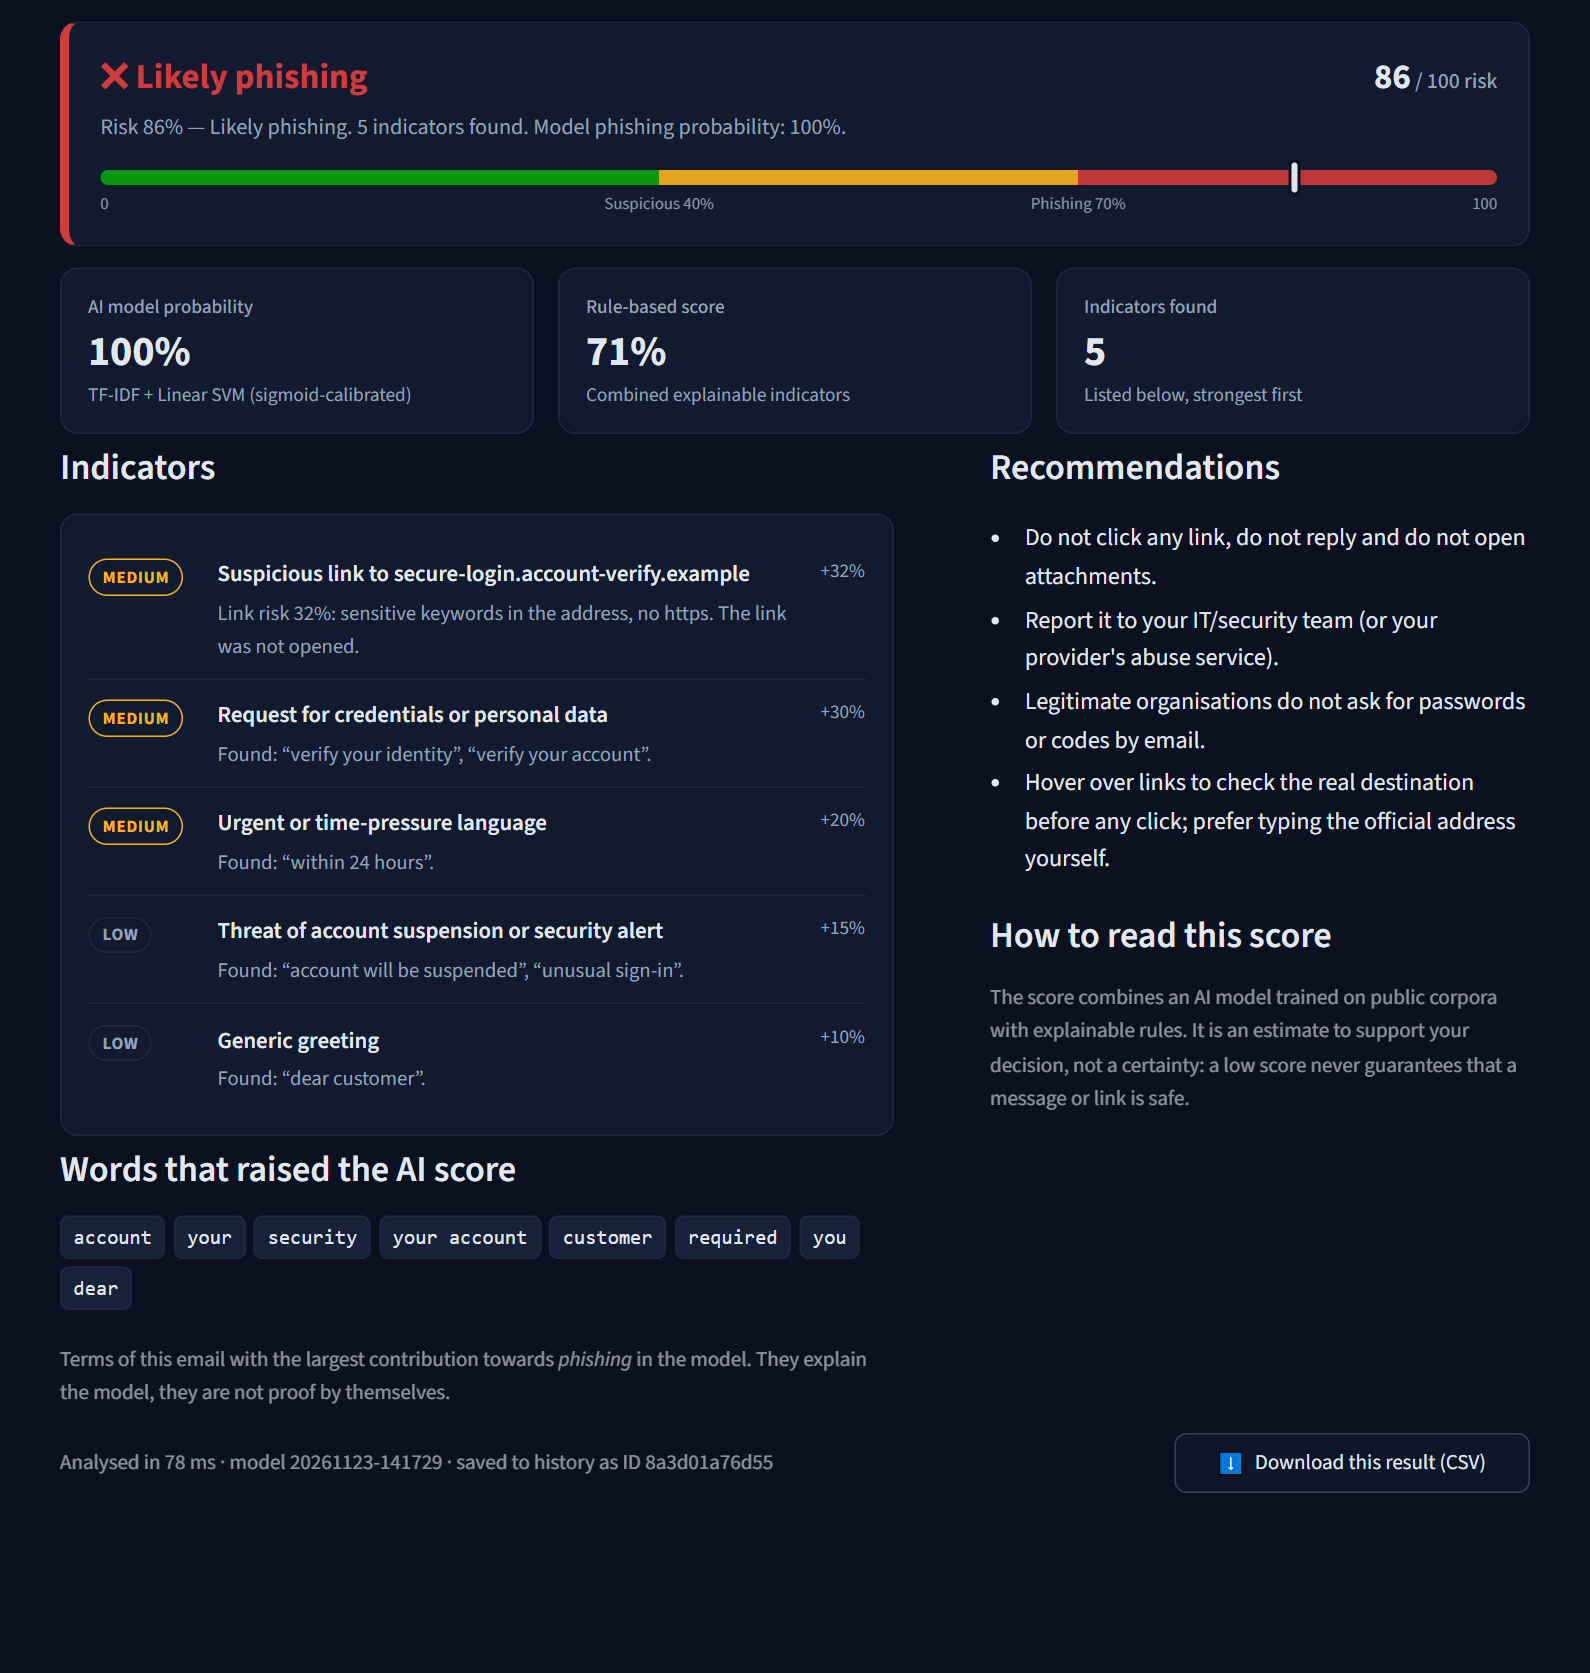 ❌ Likely phishing
86 / 100 risk
Risk 86% — Likely phishing. 5 indicators found. Model phishing probability: 100%.
0
Suspicious 40%
Phishing 70%
100
AI model probability
100%
TF-IDF + Linear SVM (sigmoid-calibrated)
Rule-based score
71%
Combined explainable indicators
Indicators found
5
Listed below, strongest first
Indicators
MEDIUM
Suspicious link to secure-login.account-verify.example
+32%
Link risk 32%: sensitive keywords in the address, no https. The link
was not opened.
MEDIUM
Request for credentials or personal data
+30%
Found: “verify your identity”, “verify your account”.
MEDIUM
Urgent or time-pressure language
+20%
Found: “within 24 hours”.
LOW
Threat of account suspension or security alert
+15%
Found: “account will be suspended”, “unusual sign-in”.
LOW
Generic greeting
+10%
Found: “dear customer”.
Recommendations
• Do not click any link, do not reply and do not open
attachments.
• Report it to your IT/security team (or your
provider's abuse service).
• Legitimate organisations do not ask for passwords
or codes by email.
• Hover over links to check the real destination
before any click; prefer typing the official address
yourself.
How to read this score
The score combines an AI model trained on public corpora
with explainable rules. It is an estimate to support your
decision, not a certainty: a low score never guarantees that a
message or link is safe.
Words that raised the AI score
account
your
security
your account
customer
required
you
dear
Terms of this email with the largest contribution towards phishing in the model. They explain
the model, they are not proof by themselves.
Analysed in 78 ms · model 20261123-141729 · saved to history as ID 8a3d01a76d55
⬇️ Download this result (CSV)